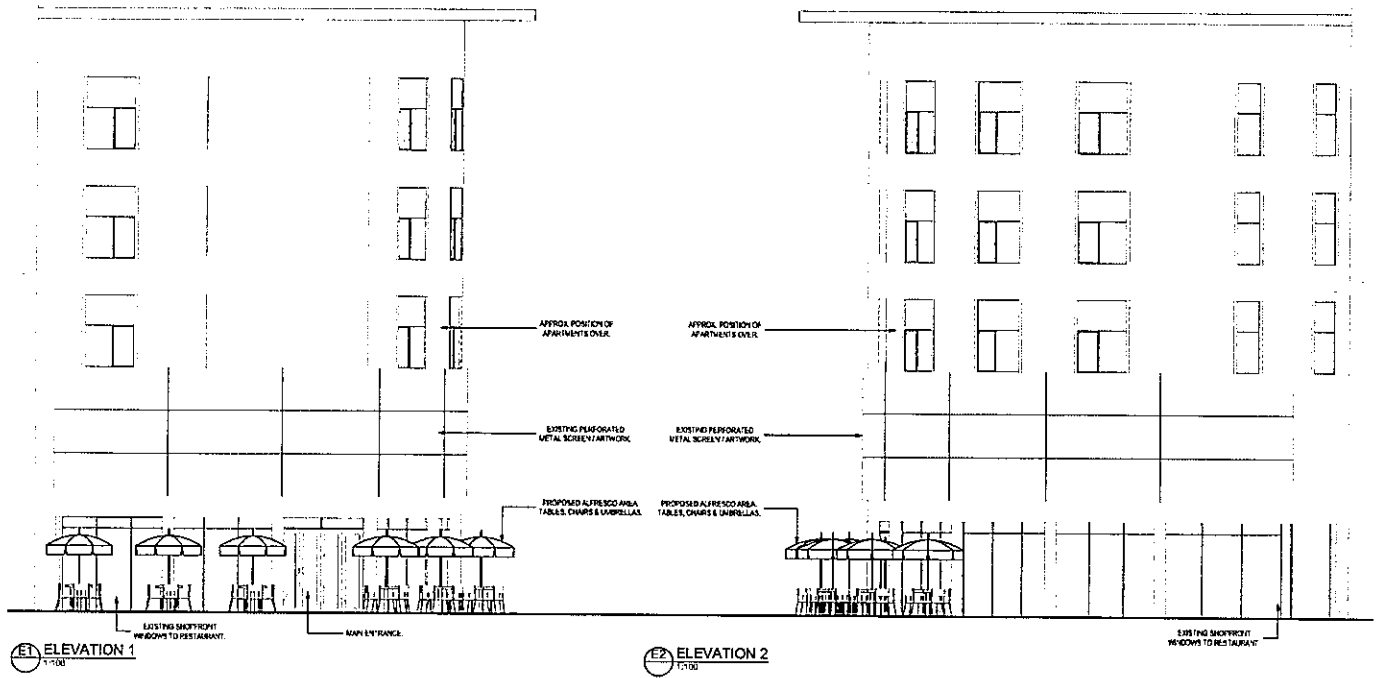 APPROX. POSITION OF
APARTMENTS OVER.
EXISTING PERFORATED
METAL SCREEN / ARTWORK.
PROPOSED ALFRESCO AREA.
TABLES, CHAIRS & UMBRELLAS.
EXISTING SHOPFRONT
WINDOWS TO RESTAURANT.
MAIN ENTRANCE.
E1 ELEVATION 1
1:100
APPROX. POSITION OF
APARTMENTS OVER.
EXISTING PERFORATED
METAL SCREEN / ARTWORK.
PROPOSED ALFRESCO AREA.
TABLES, CHAIRS & UMBRELLAS.
EXISTING SHOPFRONT
WINDOWS TO RESTAURANT
E2 ELEVATION 2
1:100